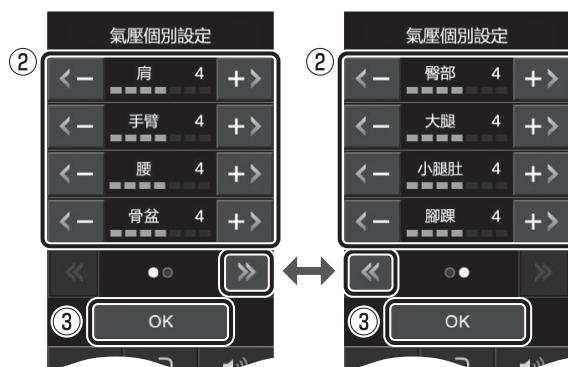 氣壓個別設定
②
肩 4
手臂 4
腰 4
骨盆 4
③ OK
氣壓個別設定
②
臀部 4
大腿 4
小腿肚 4
腳踝 4
③ OK